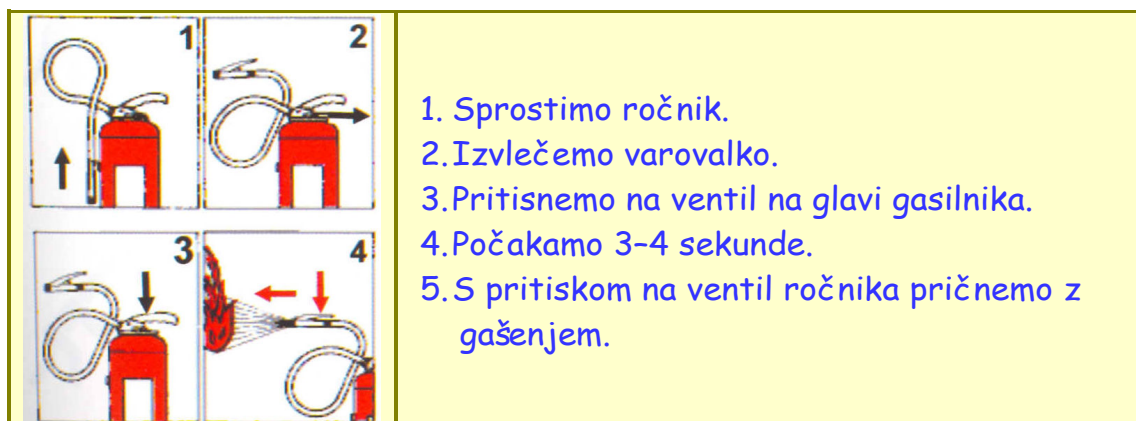 1
2
3
4
1. Sprostimo ročnik.
2.Izvlečemo varovalko.
3.Pritisnemo na ventil na glavi gasilnika.
4.Počakamo 3–4 sekunde.
5.S pritiskom na ventil ročnika pričnemo z
gašenjem.